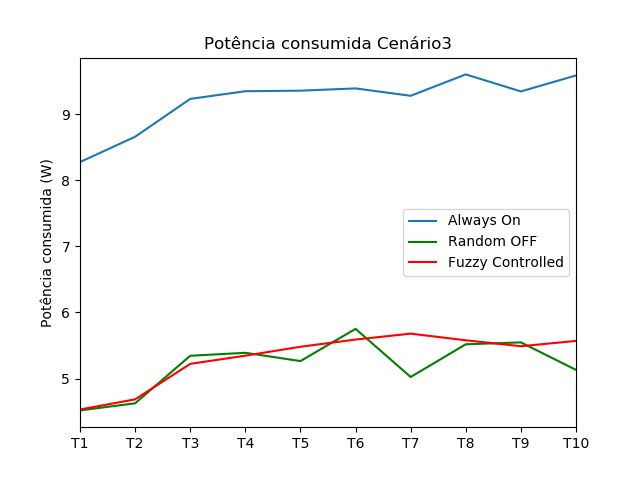 Potência consumida Cenário3
Potência consumida (W)
9
8
7
6
5
Always On
Random OFF
Fuzzy Controlled
T1 T2 T3 T4 T5 T6 T7 T8 T9 T10